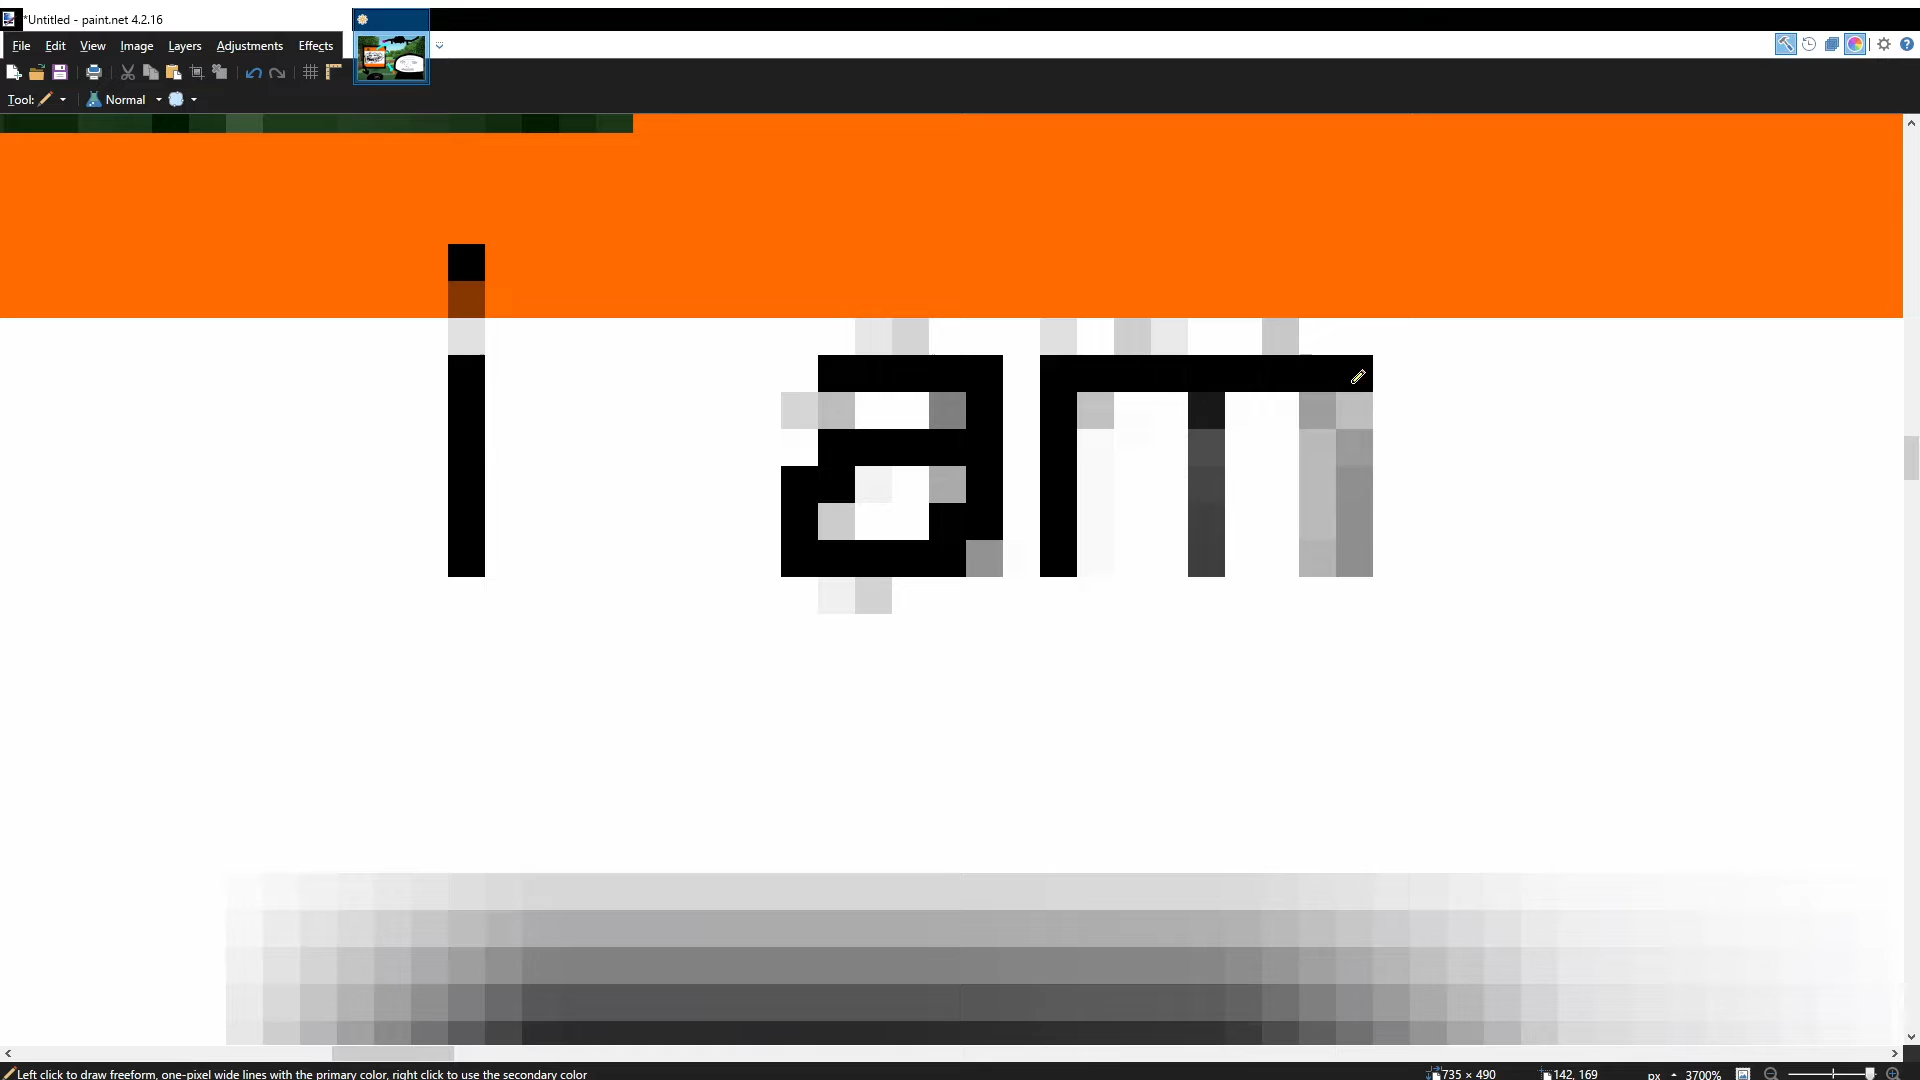 *Untitled - paint.net 4.2.16
File Edit View Image Layers Adjustments Effects
Tool: Normal
i am
Left click to draw freeform, one-pixel wide lines with the primary color, right click to use the secondary color 735 × 490 142, 169 px 3700%